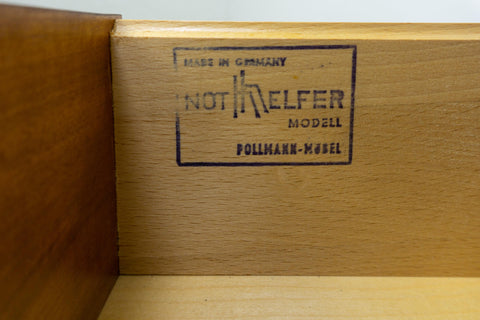 MADE IN GERMANY
NOTHELFER
MODELL
POLLMANN-MÖBEL